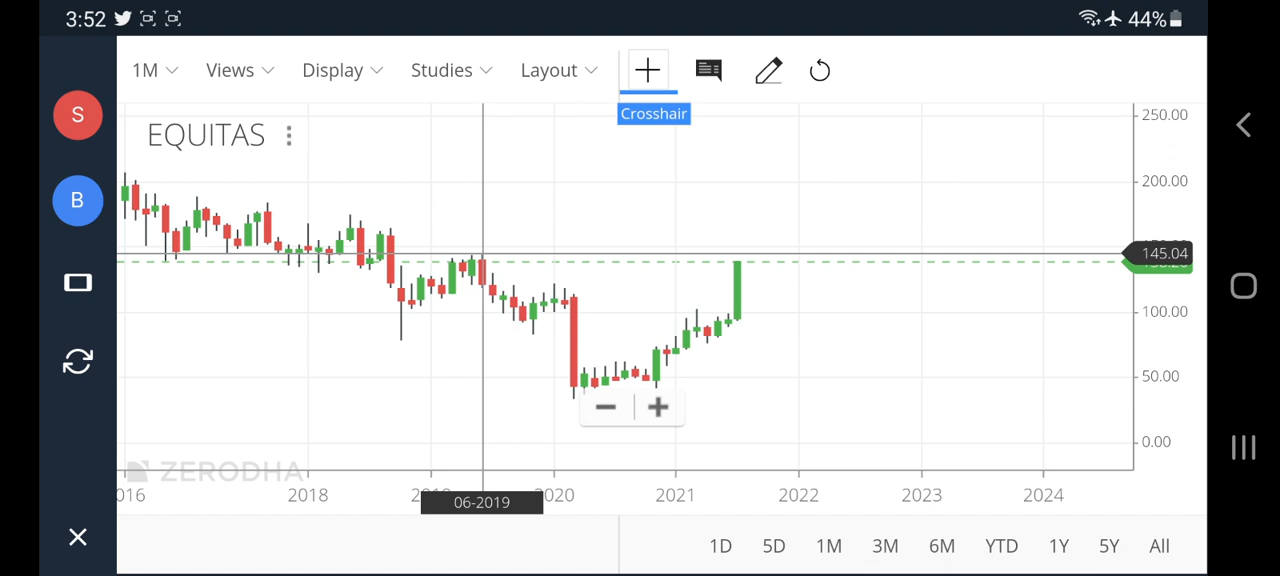 3:52
44%
1M Views Display Studies Layout
Crosshair
S
EQUITAS
B
250.00
200.00
145.04
100.00
50.00
0.00
ZERODHA
016 2018 2020 2021 2022 2023 2024
06-2019
1D 5D 1M 3M 6M YTD 1Y 5Y All